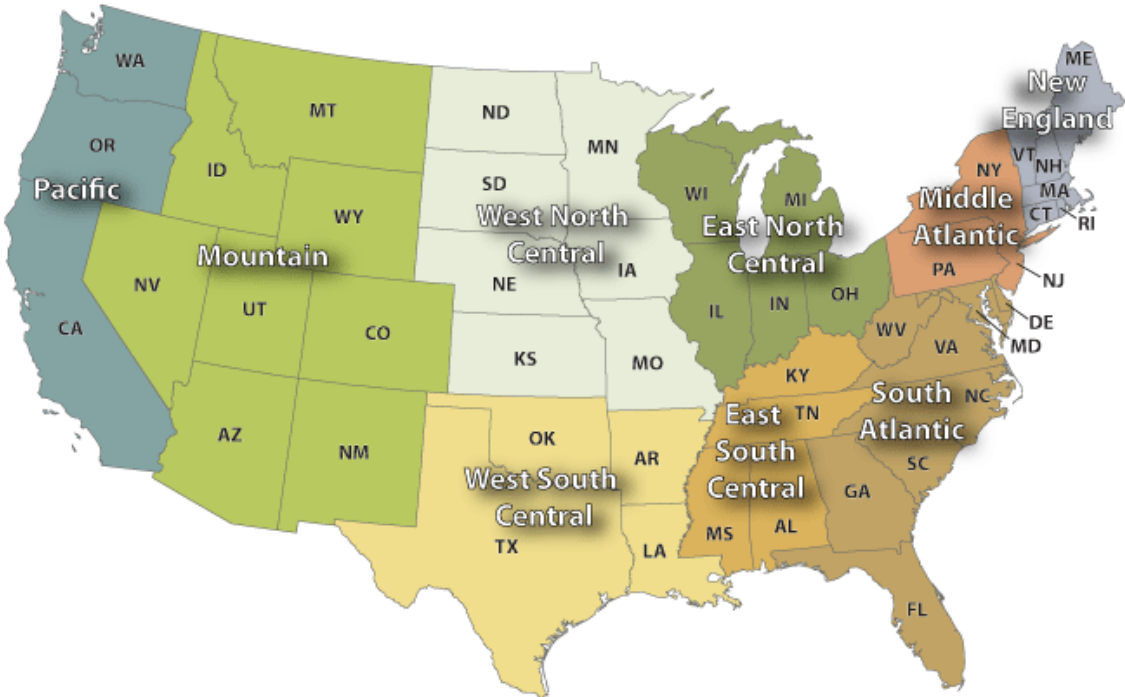 WA
MT
ND
MN
ME
New
England
OR
ID
SD
WI
MI
NY
VT
NH
MA
CT
RI
Pacific
WY
West North
Central
East North
Central
Middle
Atlantic
Mountain
NV
UT
CO
NE
IA
IL
IN
OH
PA
NJ
CA
KS
MO
WV
VA
DE
MD
KY
TN
NC
AZ
NM
OK
AR
East
South
Central
South
Atlantic
SC
West South
Central
TX
LA
MS
AL
GA
FL